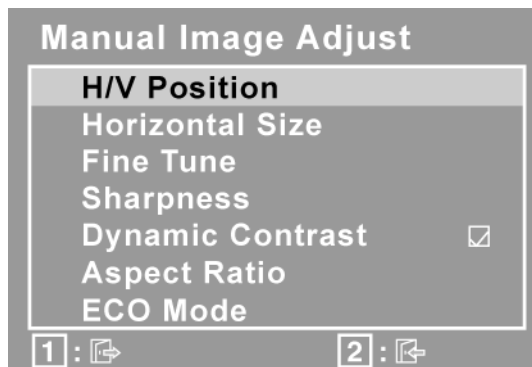 Manual Image Adjust
H/V Position
Horizontal Size
Fine Tune
Sharpness
Dynamic Contrast
Aspect Ratio
ECO Mode
1 : 2 :